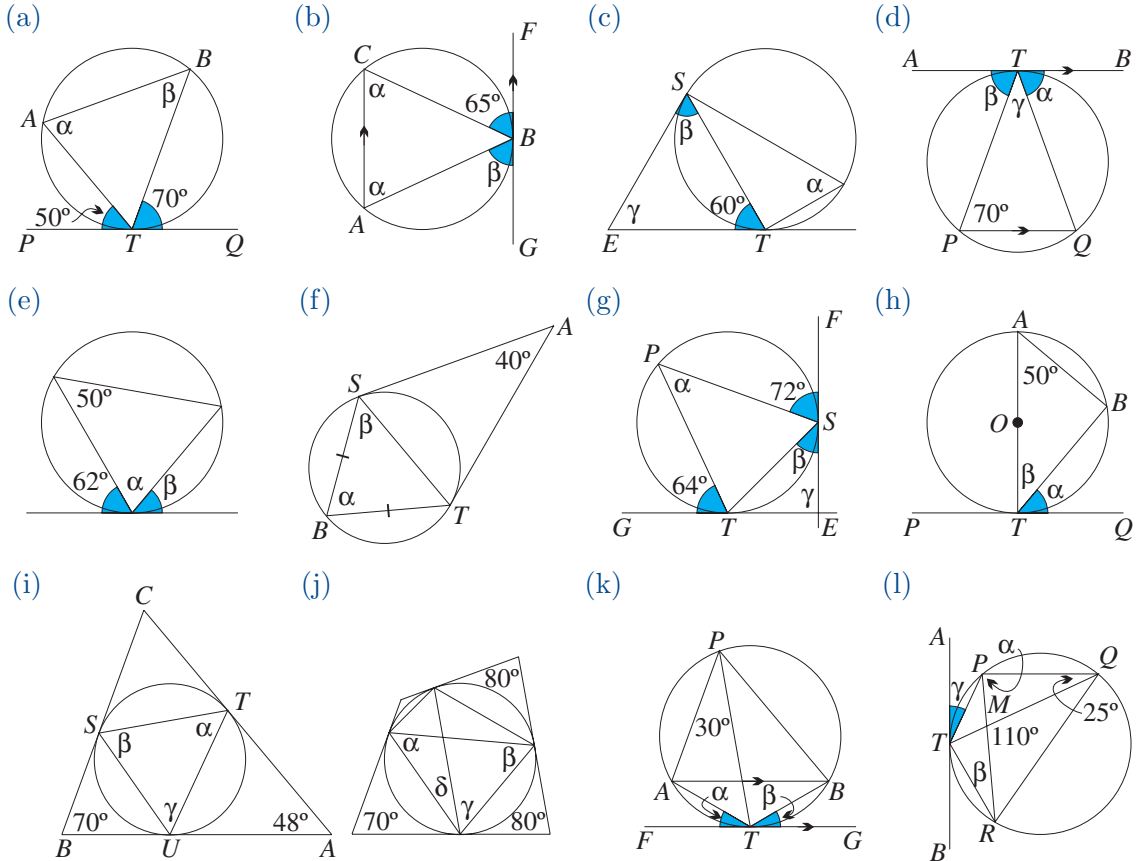 (a)
B
β
A
α
50º
70º
P
T
Q
(b)
F
C
α
65º
B
β
α
A
G
(c)
S
β
α
60º
γ
E
T
(d)
A
T
B
β
γ
α
70º
P
Q
(e)
50º
62º
α
β
(f)
A
40º
S
β
α
B
T
(g)
F
P
α
72º
S
β
64º
γ
G
T
E
(h)
A
50º
B
O
β
α
P
T
Q
(i)
C
T
S
α
β
γ
70º
48º
B
U
A
(j)
80º
α
β
δ
γ
70º
80º
(k)
P
30º
A
α
β
B
F
T
G
(l)
A
α
P
Q
γ
M
25º
T
110º
β
R
B